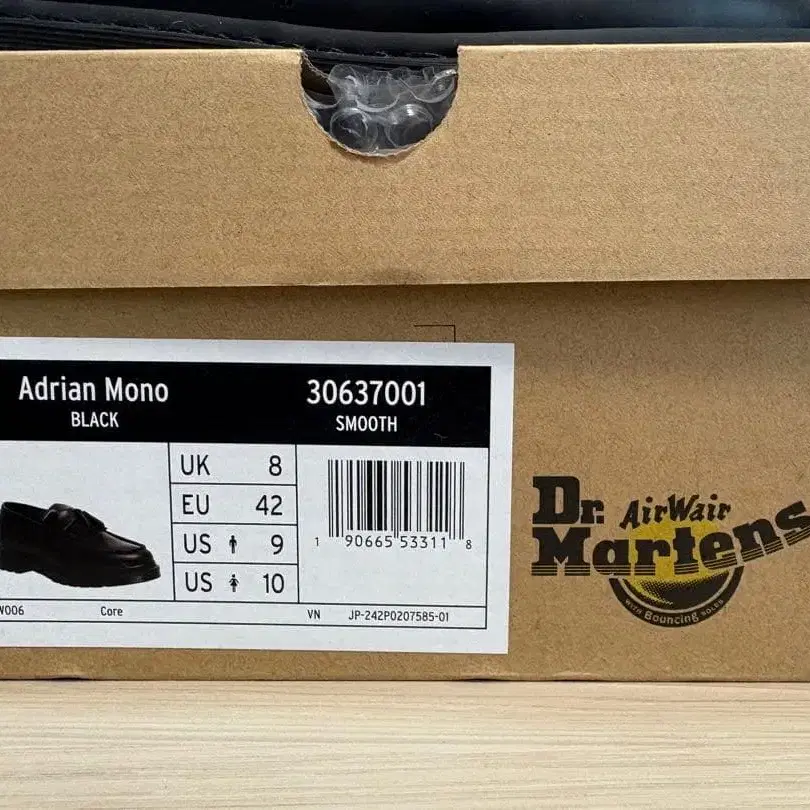 Adrian Mono
BLACK
30637001
SMOOTH
UK 8
EU 42
US 9
US 10
1 90665 53311 8
W006 Core VN JP-242P0207585-01
Dr. Martens
AirWair
WITH Bouncing SOLES